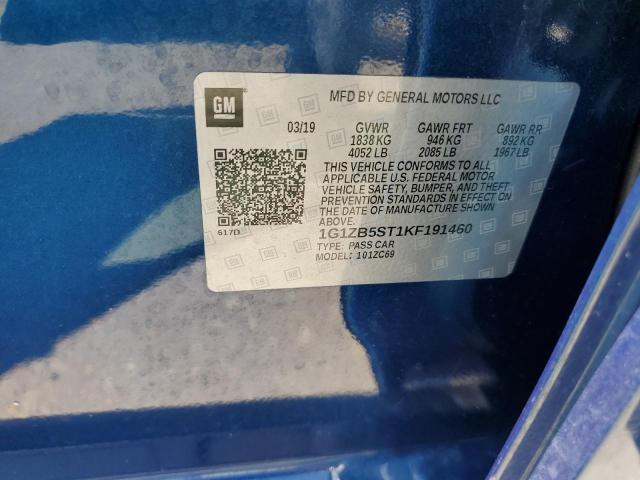 GM
MFD BY GENERAL MOTORS LLC
03/19 GVWR GAWR FRT GAWR RR
1838 KG 946 KG 892 KG
4052 LB 2085 LB 1967 LB
THIS VEHICLE CONFORMS TO ALL
APPLICABLE U.S. FEDERAL MOTOR
VEHICLE SAFETY, BUMPER, AND THEFT
PREVENTION STANDARDS IN EFFECT ON
THE DATE OF MANUFACTURE SHOWN
ABOVE.
617D
1G1ZB5ST1KF191460
TYPE: PASS CAR
MODEL: 101ZC69